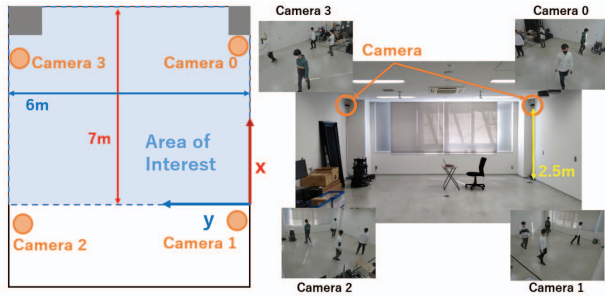 Camera 3
Camera 0
Camera
Camera 3
Camera 0
6m
7m
Area of
Interest
x
2.5m
y
Camera 2
Camera 1
Camera 2
Camera 1